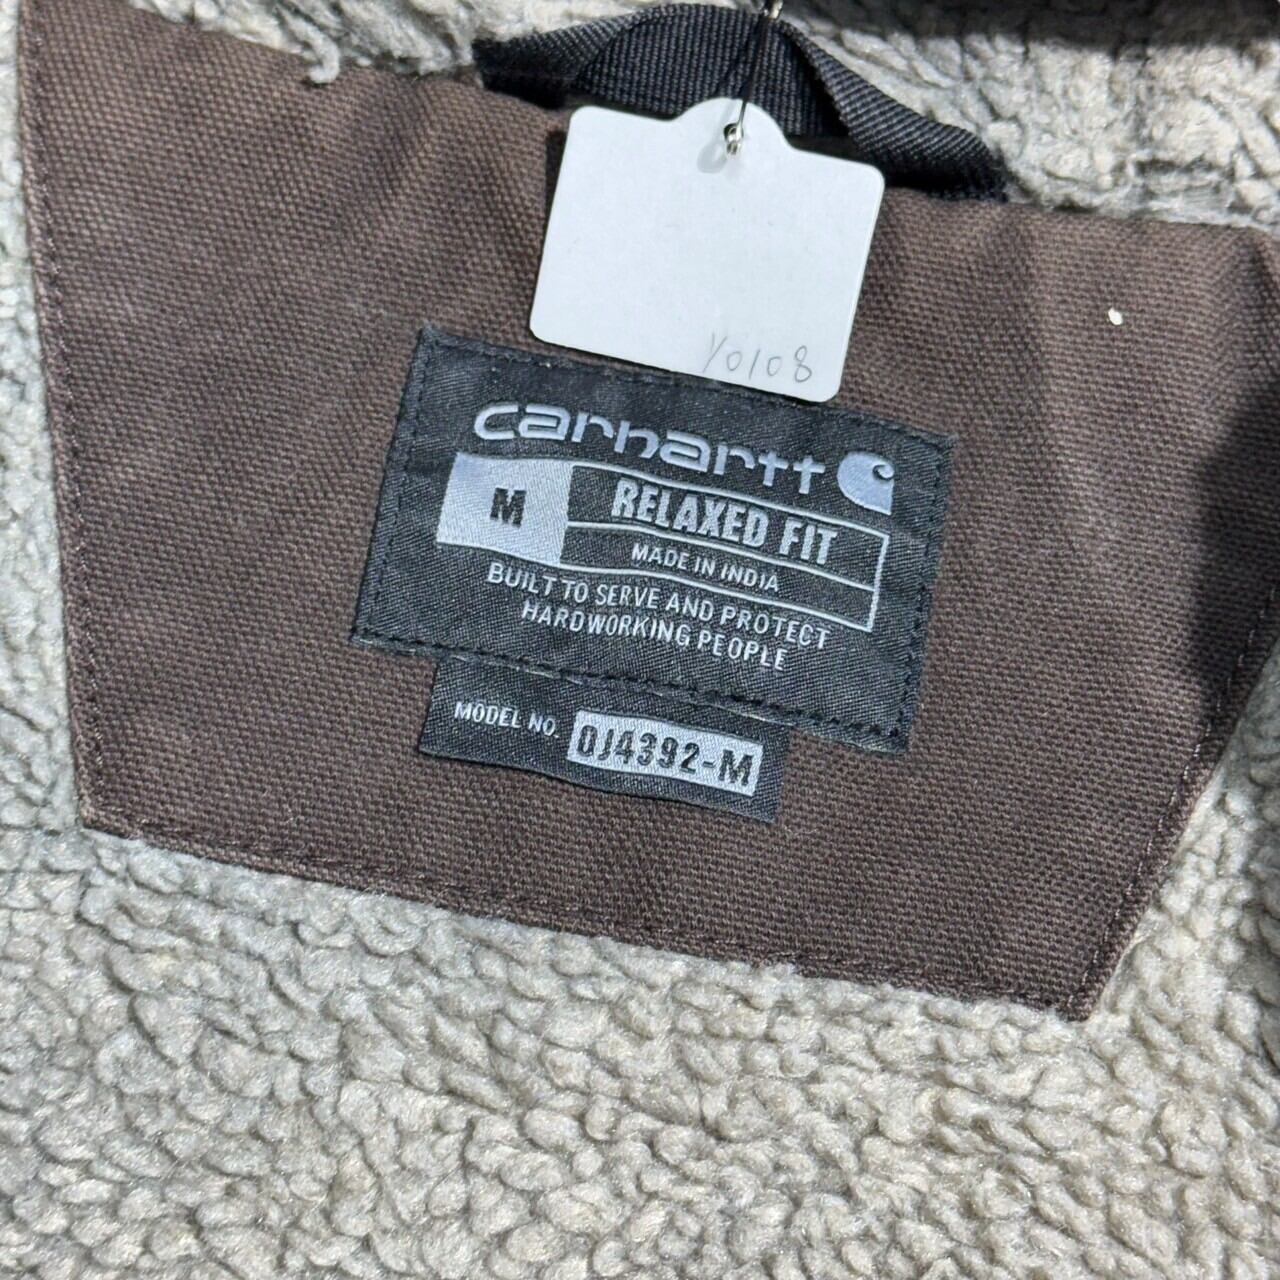 Y0108
carhartt
M
RELAXED FIT
MADE IN INDIA
BUILT TO SERVE AND PROTECT
HARDWORKING PEOPLE
MODEL NO. OJ4392-M